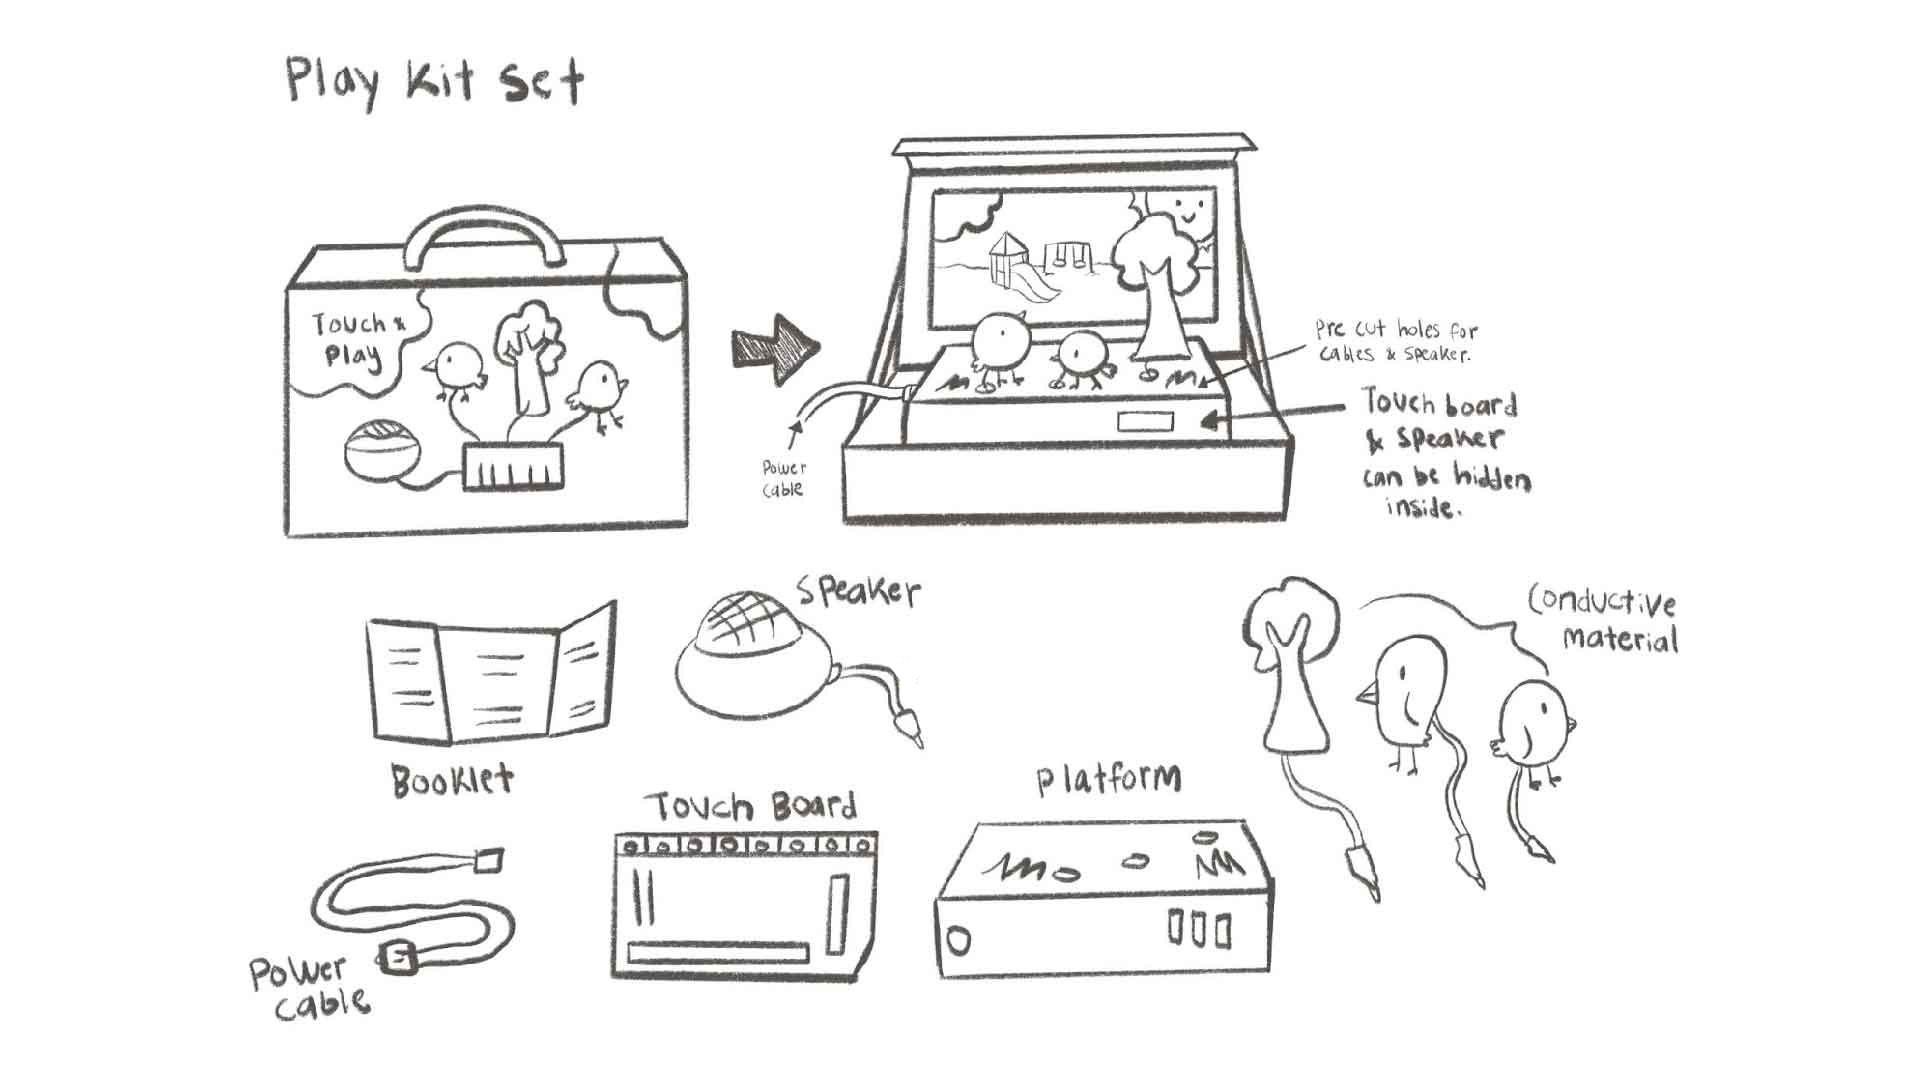 Play Kit Set
Touch &
Play
Pre cut holes for
cables & speaker.
Touch board
& speaker
can be hidden
inside.
Power
cable
Speaker
Conductive
material
Booklet
Touch Board
Platform
Power
cable